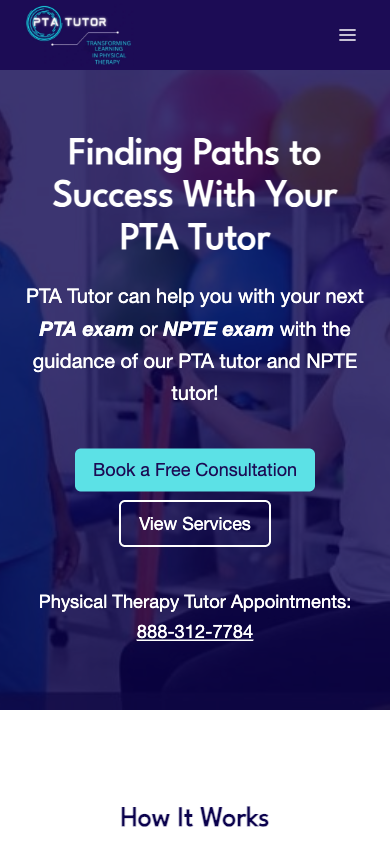 PTA TUTOR
TRANSFORMING
LEARNING
IN PHYSICAL
THERAPY
Finding Paths to
Success With Your
PTA Tutor
PTA Tutor can help you with your next
PTA exam or NPTE exam with the
guidance of our PTA tutor and NPTE
tutor!
Book a Free Consultation
View Services
Physical Therapy Tutor Appointments:
888-312-7784
How It Works